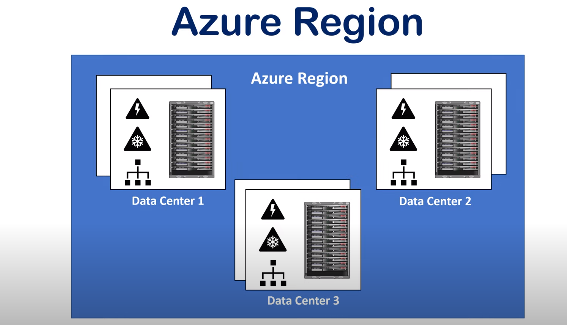 Azure Region
Azure Region
Data Center 1
Data Center 2
Data Center 3